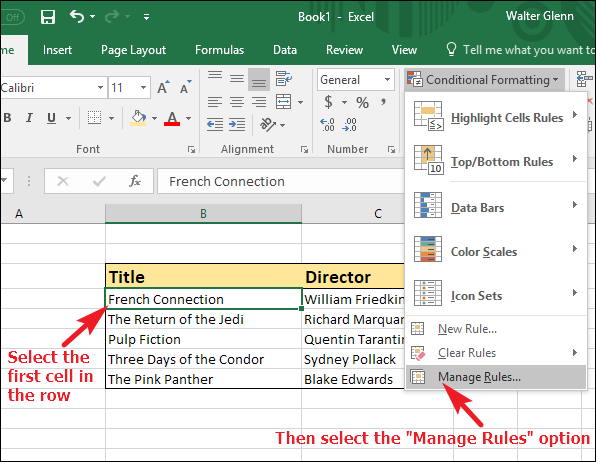 Off
Book1 - Excel
Walter Glenn
me
Insert
Page Layout
Formulas
Data
Review
View
Tell me what you want to
Calibri
11
General
Conditional Formatting
B I U
$ % ,
Font
Alignment
Number
fx
French Connection
A B C
Title Director
French Connection William Friedkin
The Return of the Jedi Richard Marquan
Pulp Fiction Quentin Tarantin
Three Days of the Condor Sydney Pollack
The Pink Panther Blake Edwards
Highlight Cells Rules
Top/Bottom Rules
10
Data Bars
Color Scales
Icon Sets
New Rule...
Clear Rules
Manage Rules...
Select the
first cell in
the row
Then select the "Manage Rules" option